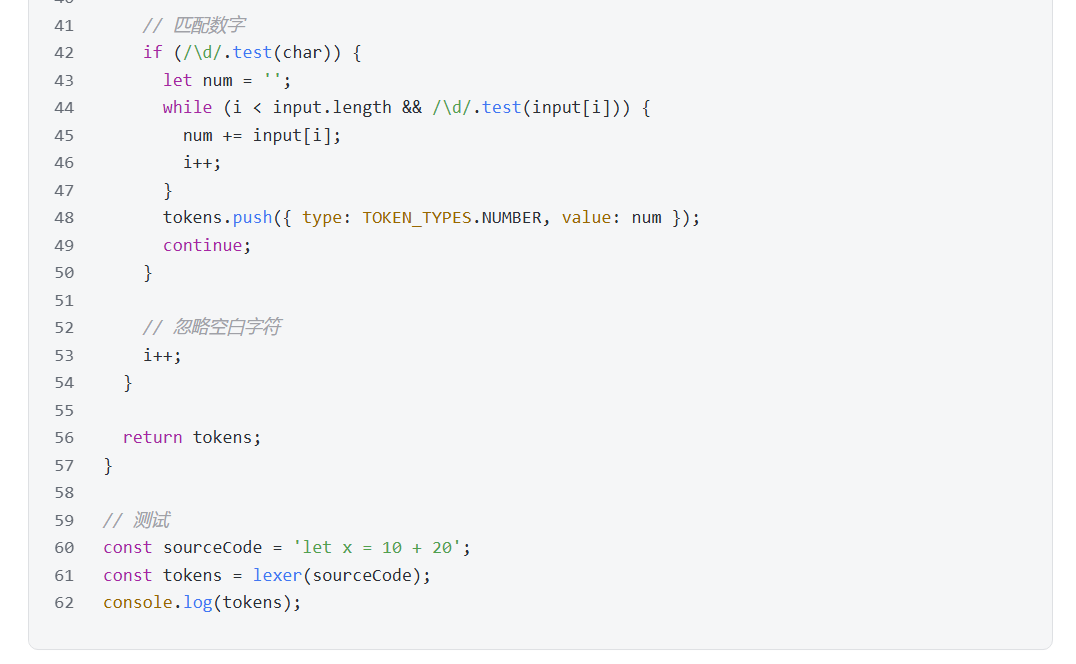 40
41 // 匹配数字
42 if (/\d/.test(char)) {
43 let num = '';
44 while (i < input.length && /\d/.test(input[i])) {
45 num += input[i];
46 i++;
47 }
48 tokens.push({ type: TOKEN_TYPES.NUMBER, value: num });
49 continue;
50 }
51
52 // 忽略空白字符
53 i++;
54 }
55
56 return tokens;
57 }
58
59 // 测试
60 const sourceCode = 'let x = 10 + 20';
61 const tokens = lexer(sourceCode);
62 console.log(tokens);